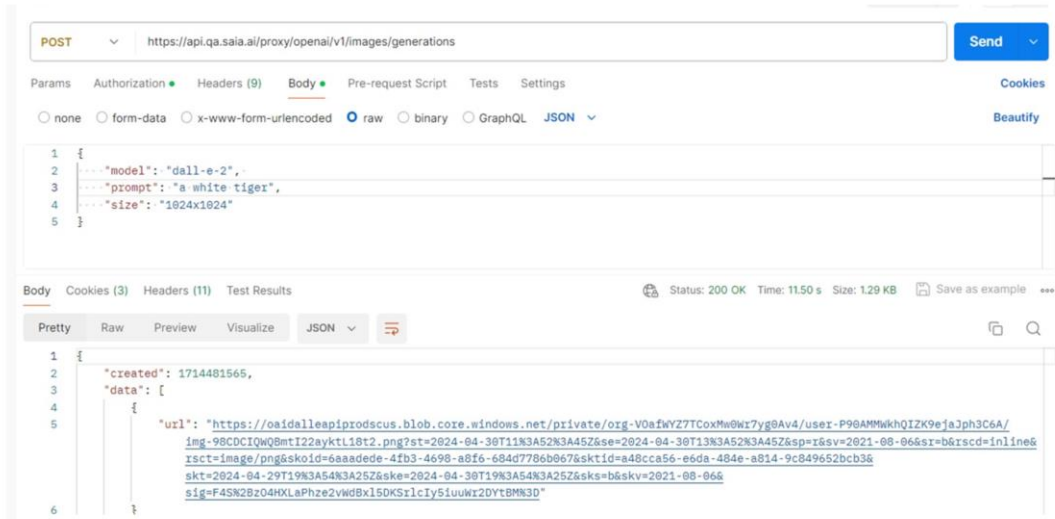 POST https://api.qa.saia.ai/proxy/openai/v1/images/generations Send
Params Authorization Headers (9) Body Pre-request Script Tests Settings Cookies
none form-data x-www-form-urlencoded raw binary GraphQL JSON Beautify
1 {
2 "model": "dall-e-2",
3 "prompt": "a white tiger",
4 "size": "1024x1024"
5 }
Body Cookies (3) Headers (11) Test Results Status: 200 OK Time: 11.50 s Size: 1.29 KB Save as example
Pretty Raw Preview Visualize JSON
1 {
2 "created": 1714481565,
3 "data": [
4 {
5 "url": "https://oaidalleapiprodscus.blob.core.windows.net/private/org-VOafWYZ7TCoxMw0Wr7yg0Av4/user-P90AMMWkhQIZK9ejaJph3C6A/
img-98CDCIQWQBmtI22ayktL18t2.png?st=2024-04-30T11%3A52%3A45Z&se=2024-04-30T13%3A52%3A45Z&sp=r&sv=2021-08-06&sr=b&rscd=inline&
rsct=image/png&skoid=6aaadede-4fb3-4698-a8f6-684d7786b067&sktid=a48cca56-e6da-484e-a814-9c849652bcb3&
skt=2024-04-29T19%3A54%3A25Z&ske=2024-04-30T19%3A54%3A25Z&sks=b&skv=2021-08-06&
sig=F4S%2BzO4HXLaPhze2vWdBxl5DKSrlcIy5iuuWr2DYtBM%3D"
6 }